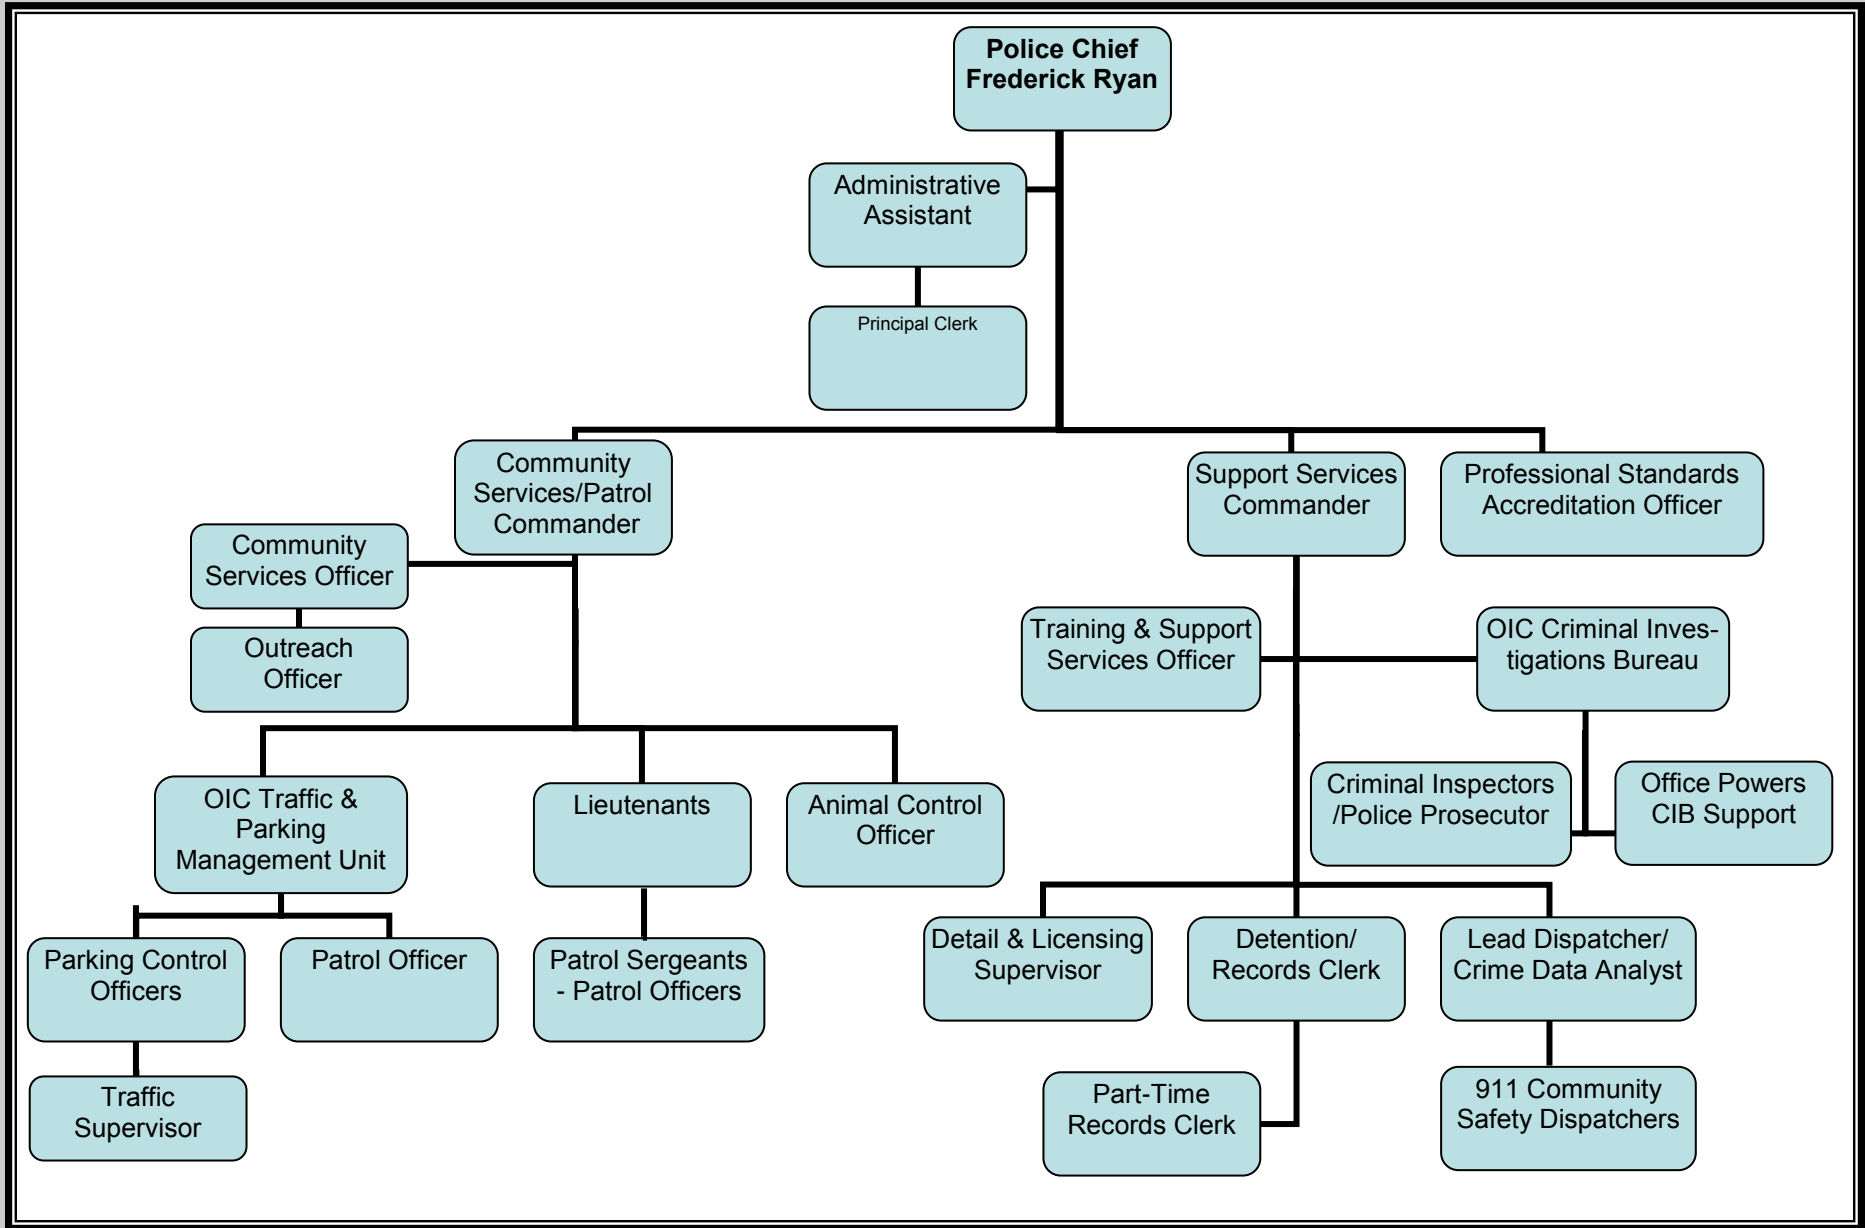 Police Chief
Frederick Ryan
Administrative
Assistant
Principal Clerk
Community
Services/Patrol
Commander
Support Services
Commander
Professional Standards
Accreditation Officer
Community
Services Officer
Outreach
Officer
Training & Support
Services Officer
OIC Criminal Inves-
tigations Bureau
OIC Traffic &
Parking
Management Unit
Lieutenants
Animal Control
Officer
Criminal Inspectors
/Police Prosecutor
Office Powers
CIB Support
Parking Control
Officers
Patrol Officer
Patrol Sergeants
- Patrol Officers
Detail & Licensing
Supervisor
Detention/
Records Clerk
Lead Dispatcher/
Crime Data Analyst
Traffic
Supervisor
Part-Time
Records Clerk
911 Community
Safety Dispatchers